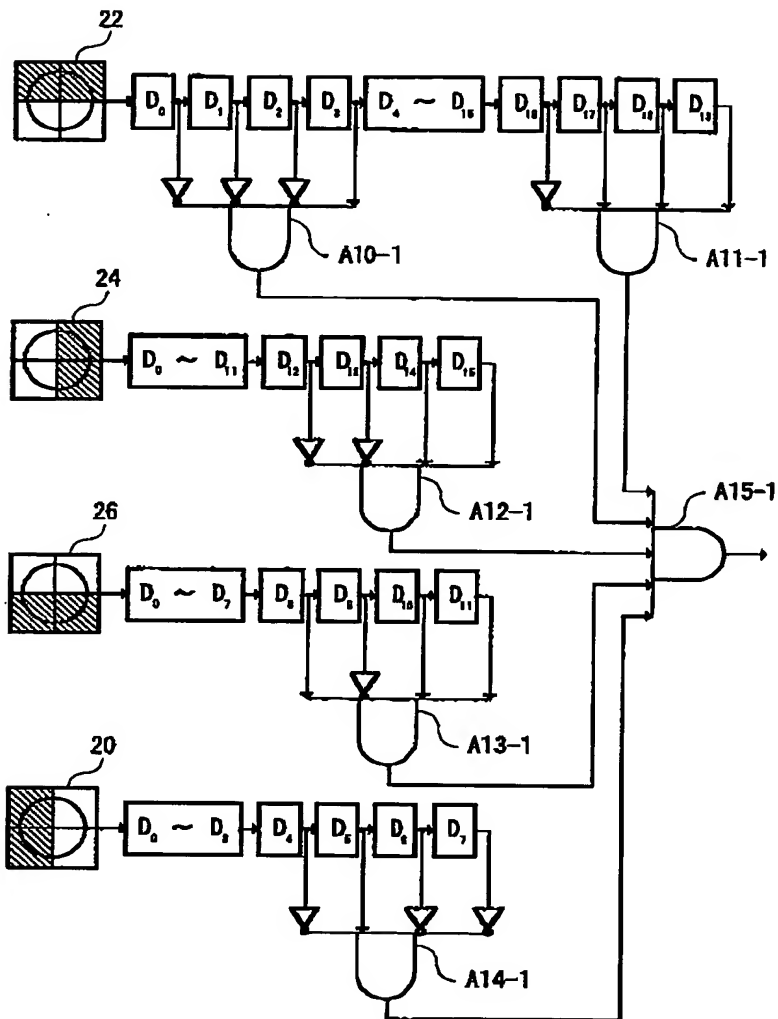 22
D₀ D₁ D₂ D₃ D₄ ~ D₁₅ D₁₆ D₁₇ D₁₈ D₁₉
A10-1
A11-1
24
D₀ ~ D₁₁ D₁₂ D₁₃ D₁₄ D₁₅
A12-1
A15-1
26
D₀ ~ D₇ D₈ D₉ D₁₀ D₁₁
A13-1
20
D₀ ~ D₃ D₄ D₅ D₆ D₇
A14-1